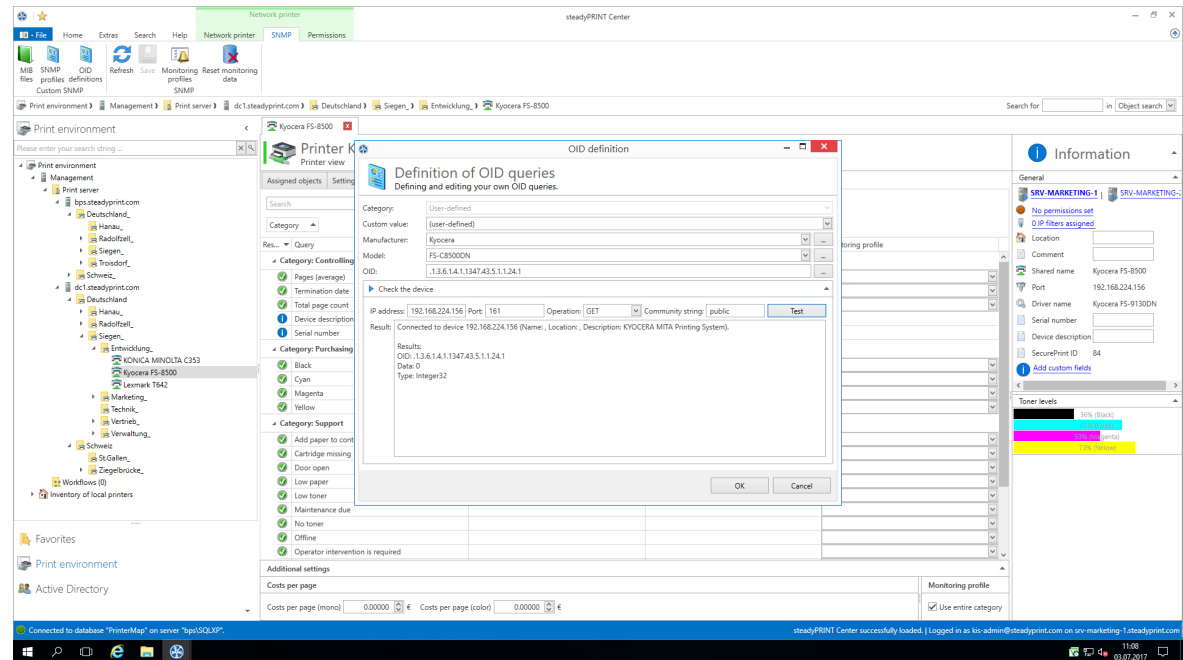 Network printer
steadyPRINT Center
File Home Extras Search Help Network printer SNMP Permissions
MIB files SNMP profiles OID definitions Refresh Save Monitoring profiles Reset monitoring data
Custom SNMP SNMP
Print environment Management Print server dc1.steadyprint.com Deutschland Siegen_ Entwicklung_ Kyocera FS-8500 Search for in Object search
Print environment
Please enter your search string ...
Print environment
Management
Print server
bps.steadyprint.com
Deutschland_
Hanau_
Radolfzell_
Siegen_
Troisdorf_
Schweiz_
dc1.steadyprint.com
Deutschland
Hanau_
Radolfzell_
Siegen_
Entwicklung_
KONICA MINOLTA C353
Kyocera FS-8500
Lexmark T642
Marketing_
Technik_
Vertrieb_
Verwaltung_
Schweiz
St.Gallen_
Ziegelbrücke_
Workflows (0)
Inventory of local printers
Favorites
Print environment
Active Directory
Kyocera FS-8500
Printer K
Printer view
Assigned objects Setting
Search
Category
Res... Query toring profile
Category: Controlling
Pages (average)
Termination date
Total page count
Device description
Serial number
Category: Purchasing
Black
Cyan
Magenta
Yellow
Category: Support
Add paper to cont
Cartridge missing
Door open
Low paper
Low toner
Maintenance due
No toner
Offline
Operator intervention is required
Additional settings
Costs per page Monitoring profile
Costs per page (mono) 0.00000 € Costs per page (color) 0.00000 € Use entire category
OID definition
Definition of OID queries
Defining and editing your own OID queries.
Category: User-defined
Custom value: (user-defined)
Manufacturer: Kyocera ...
Model: FS-C8500DN ...
OID: .1.3.6.1.4.1.1347.43.5.1.1.24.1 ...
Check the device
IP address: 192.168.224.156 Port: 161 Operation: GET Community string: public Test
Result: Connected to device 192.168.224.156 (Name: , Location: , Description: KYOCERA MITA Printing System).
Results:
OID: .1.3.6.1.4.1.1347.43.5.1.1.24.1
Data: 0
Type: Integer32
OK Cancel
Information
General
SRV-MARKETING-1 | SRV-MARKETING-2
No permissions set
0 IP filters assigned
Location
Comment
Shared name Kyocera FS-8500
Port 192.168.224.156
Driver name Kyocera FS-9130DN
Serial number
Device description
SecurePrint ID 84
Add custom fields
Toner levels
36% (Black)
53% (Magenta)
73% (Yellow)
Connected to database "PrinterMap" on server "bps\SQLXP". steadyPRINT Center successfully loaded. | Logged in as kis-admin@steadyprint.com on srv-marketing-1.steadyprint.com
11:08
03.07.2017